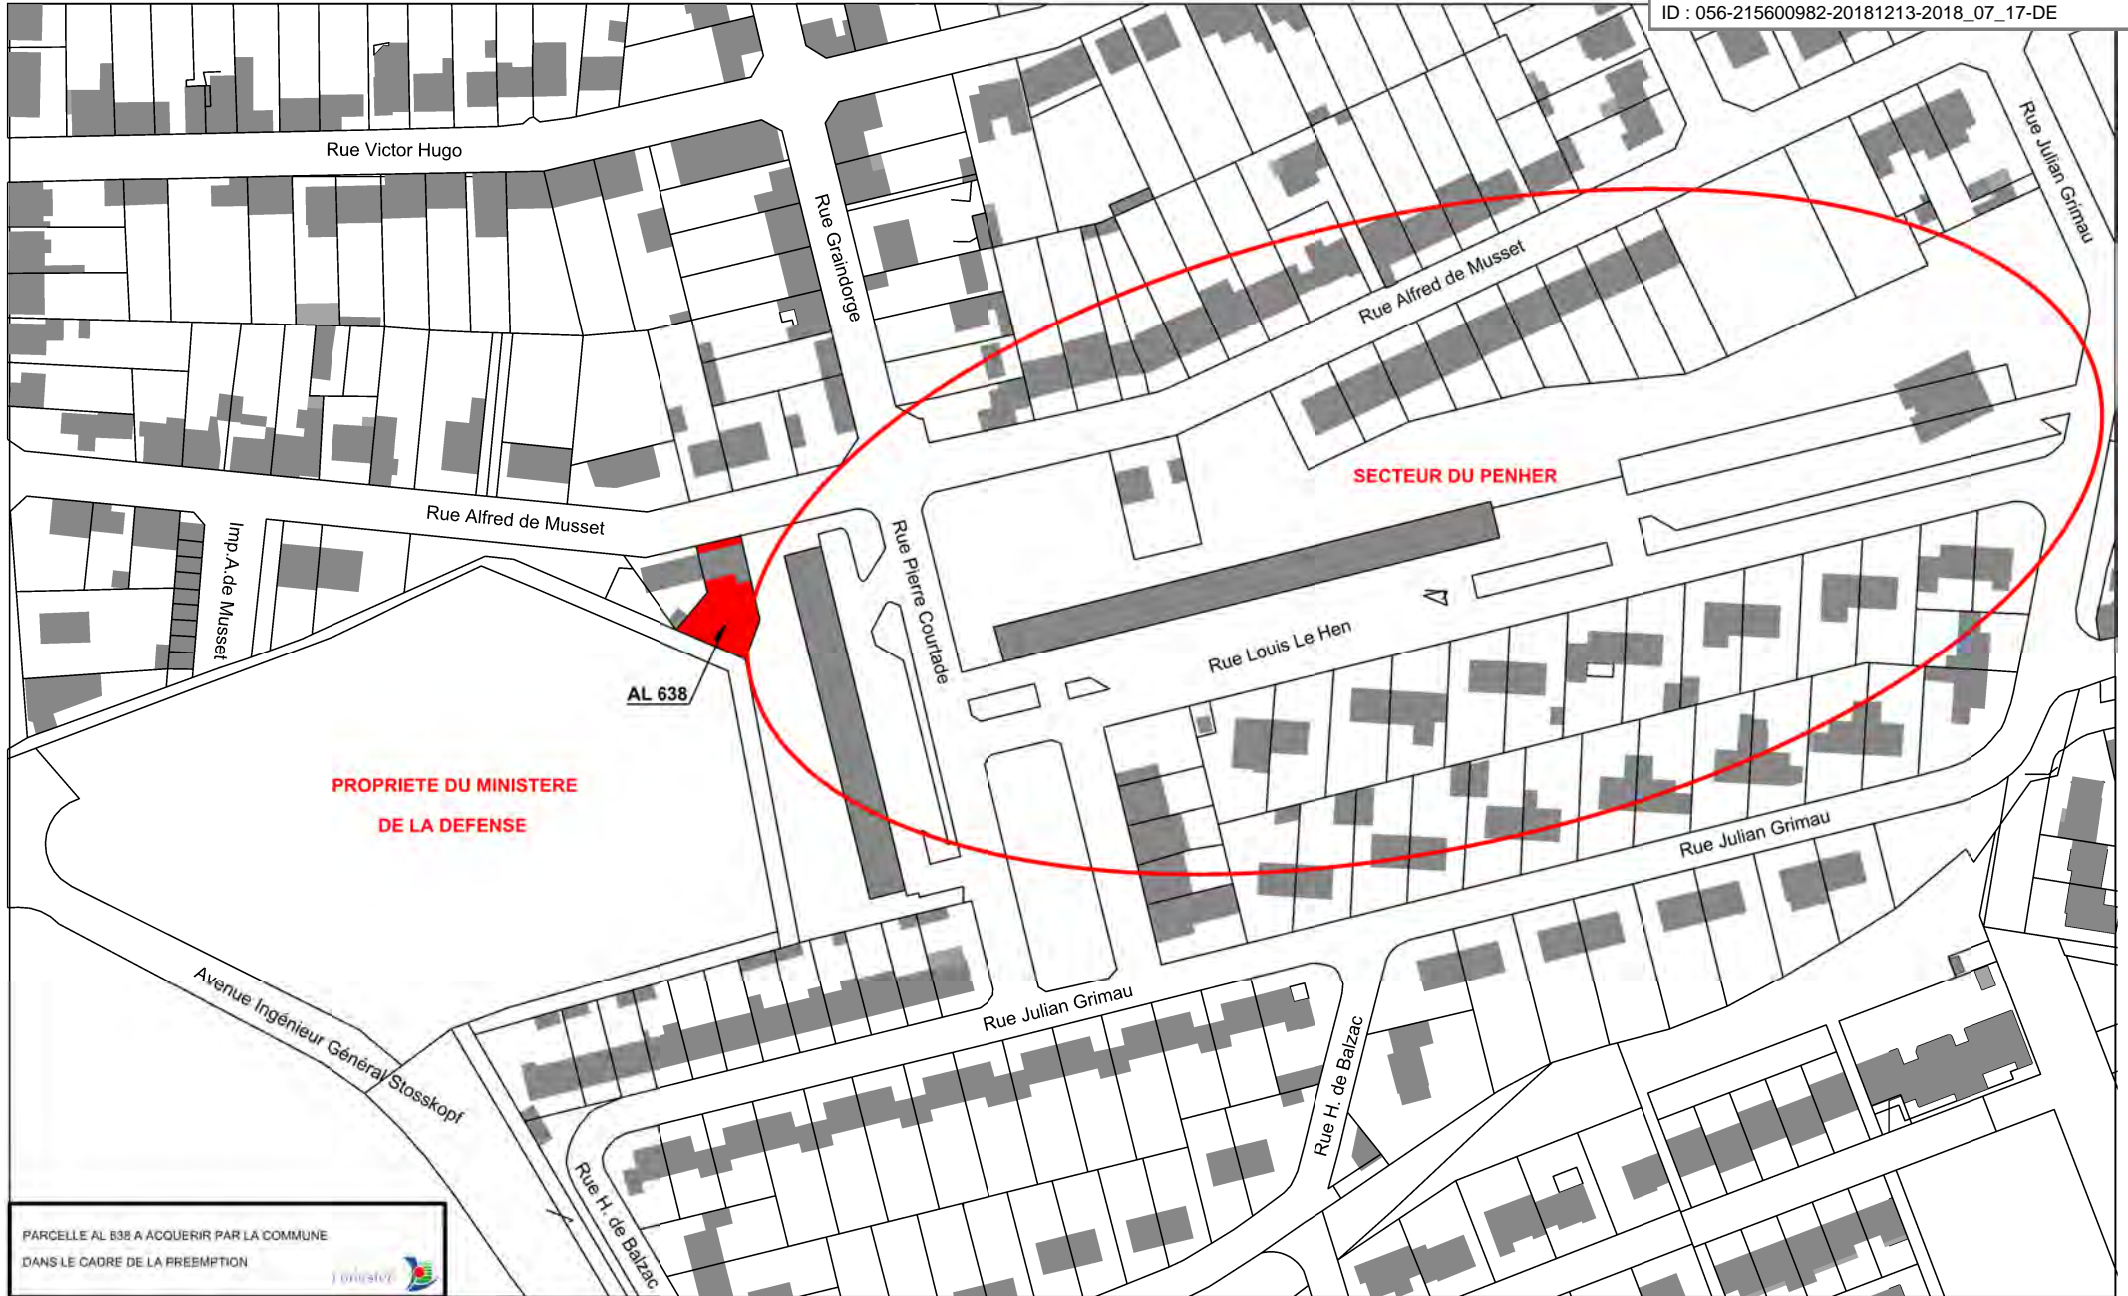 ID : 056-215600982-20181213-2018_07_17-DE
Rue Victor Hugo
Rue Graindorge
Rue Julian Grimau
Rue Alfred de Musset
SECTEUR DU PENHER
Rue Alfred de Musset
Imp.A.de Musset
Rue Pierre Courtade
Rue Louis Le Hen
AL 638
PROPRIETE DU MINISTERE
DE LA DEFENSE
Rue Julian Grimau
Avenue Ingénieur Général Stosskopf
Rue Julian Grimau
Rue H. de Balzac
Rue H. de Balzac
PARCELLE AL 638 A ACQUERIR PAR LA COMMUNE
DANS LE CADRE DE LA PREEMPTION